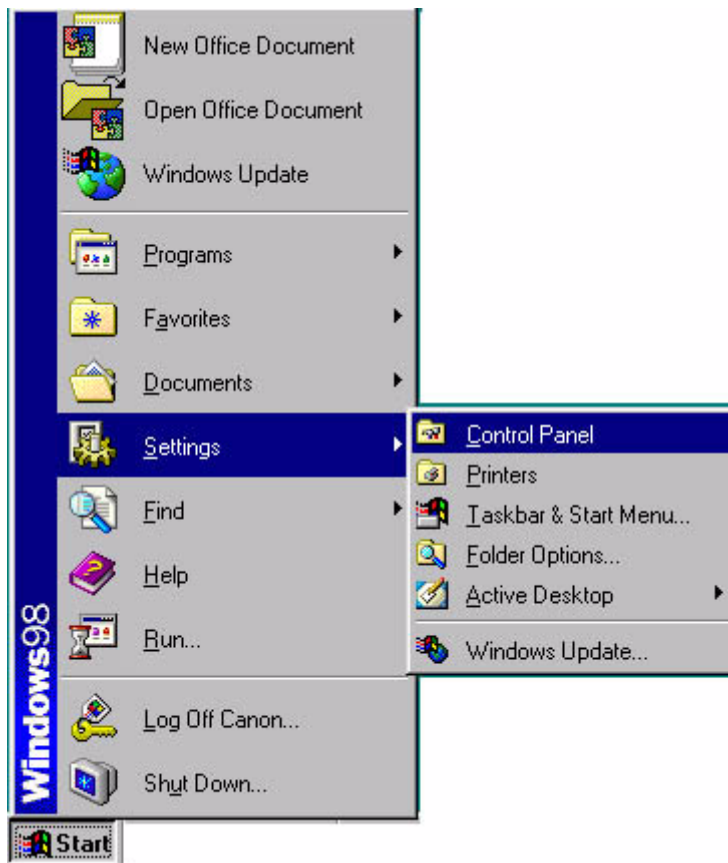 New Office Document
Open Office Document
Windows Update
Programs
Favorites
Documents
Settings
Find
Help
Run...
Log Off Canon...
Shut Down...
Control Panel
Printers
Taskbar & Start Menu...
Folder Options...
Active Desktop
Windows Update...
Windows98
Start